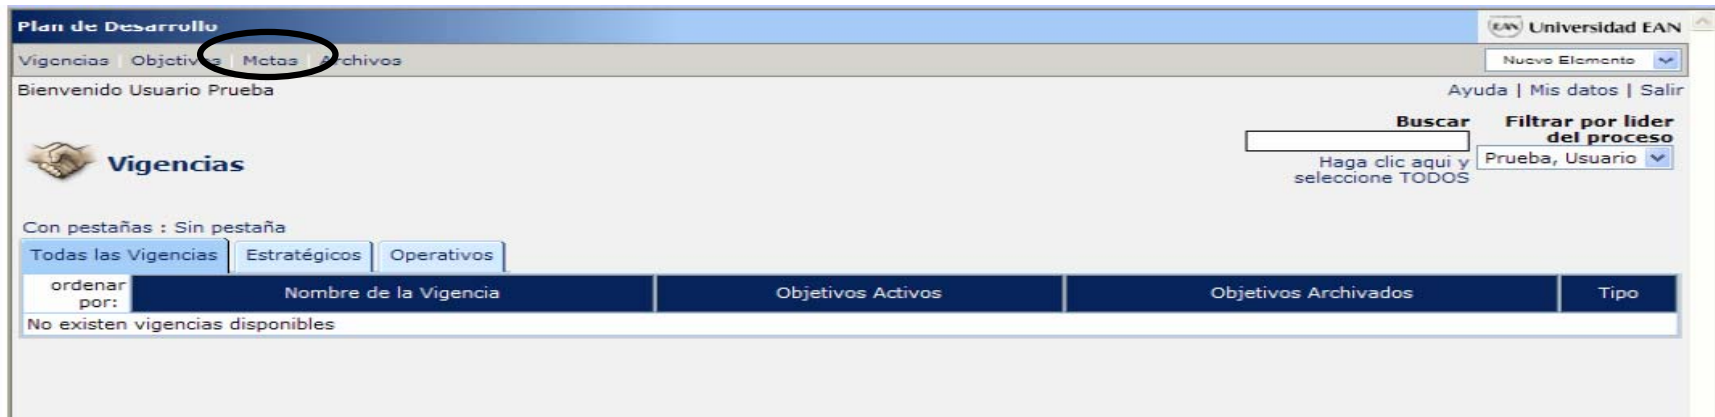 Plan de Desarrollo
EAN Universidad EAN
Vigencias | Objetivos | Metas | Archivos
Nuevo Elemento
Bienvenido Usuario Prueba
Ayuda | Mis datos | Salir
Buscar
Filtrar por lider
del proceso
Vigencias
Haga clic aqui y
seleccione TODOS
Prueba, Usuario
Con pestañas : Sin pestaña
Todas las Vigencias Estratégicos Operativos
ordenar
por:
Nombre de la Vigencia Objetivos Activos Objetivos Archivados Tipo
No existen vigencias disponibles